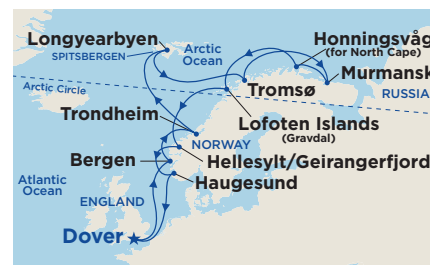 Longyearbyen
SPITSBERGEN
Arctic
Ocean
Honningsvåg
(for North Cape)
Murmansk
RUSSIA
Arctic Circle
Tromsø
Trondheim
Lofoten Islands
(Gravdal)
NORWAY
Bergen
Hellesylt/Geirangerfjord
Haugesund
Atlantic
Ocean
ENGLAND
Dover